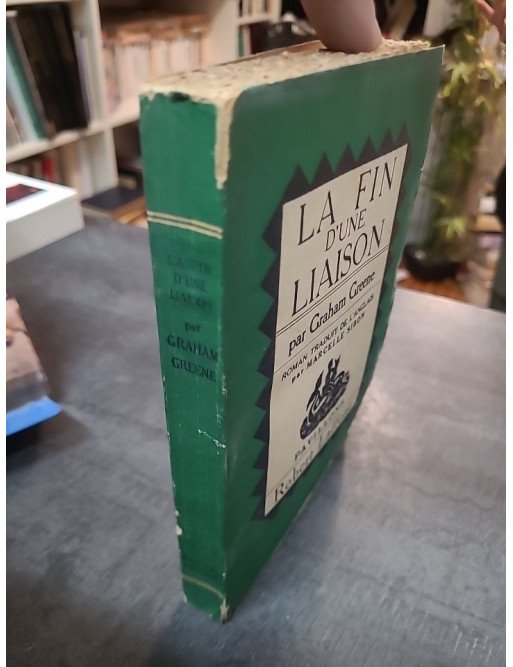 LA FIN
D'UNE
LIAISON
par
GRAHAM
GREENE
LA FIN
D'UNE
LIAISON
par Graham Greene
ROMAN TRADUIT DE L'ANGLAIS
PAR MARCELLE SIBON
Robert